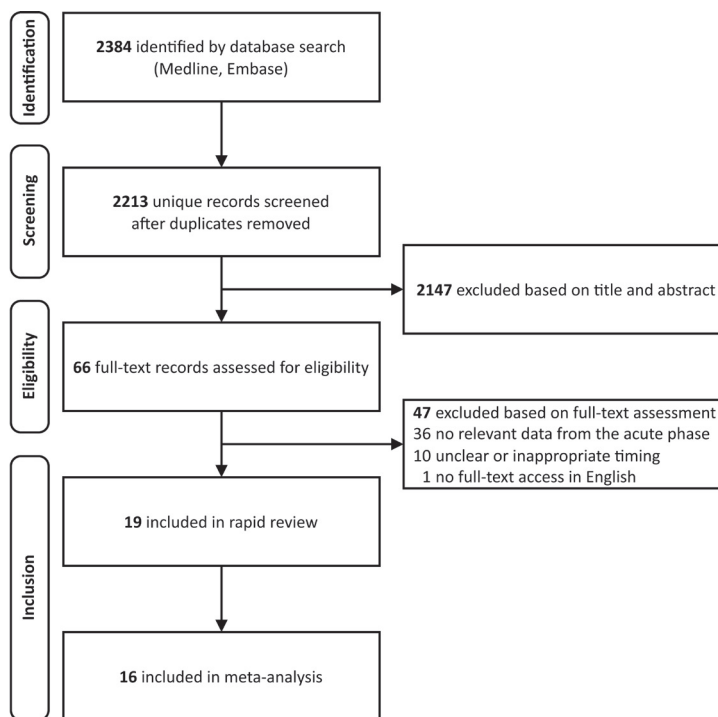 Identification
2384 identified by database search
(Medline, Embase)
Screening
2213 unique records screened
after duplicates removed
2147 excluded based on title and abstract
Eligibility
66 full-text records assessed for eligibility
47 excluded based on full-text assessment
36 no relevant data from the acute phase
10 unclear or inappropriate timing
1 no full-text access in English
Inclusion
19 included in rapid review
16 included in meta-analysis